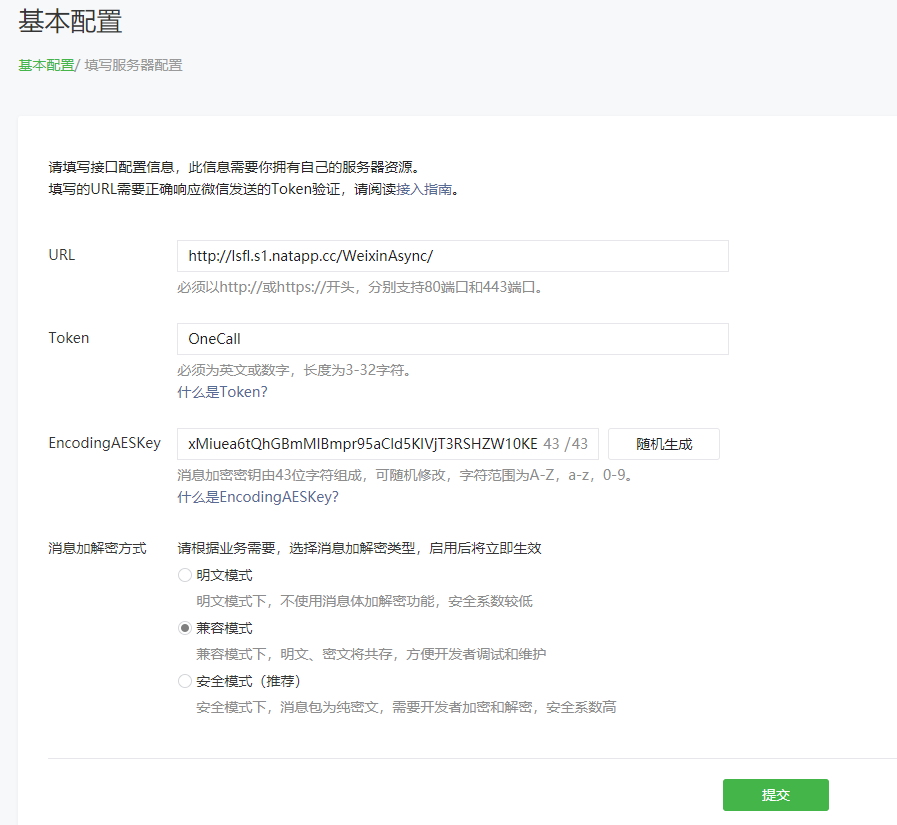 基本配置
基本配置/ 填写服务器配置
请填写接口配置信息，此信息需要你拥有自己的服务器资源。
填写的URL需要正确响应微信发送的Token验证，请阅读接入指南。
URL
http://lsfl.s1.natapp.cc/WeixinAsync/
必须以http://或https://开头，分别支持80端口和443端口。
Token
OneCall
必须为英文或数字，长度为3-32字符。
什么是Token?
EncodingAESKey xMiuea6tQhGBmMIBmpr95aCld5KlVjT3RSHZW10KE 43 /43 随机生成
消息加密密钥由43位字符组成，可随机修改，字符范围为A-Z，a-z，0-9。
什么是EncodingAESKey?
消息加解密方式 请根据业务需要，选择消息加解密类型，启用后将立即生效
明文模式
明文模式下，不使用消息体加解密功能，安全系数较低
兼容模式
兼容模式下，明文、密文将共存，方便开发者调试和维护
安全模式（推荐）
安全模式下，消息包为纯密文，需要开发者加密和解密，安全系数高
提交